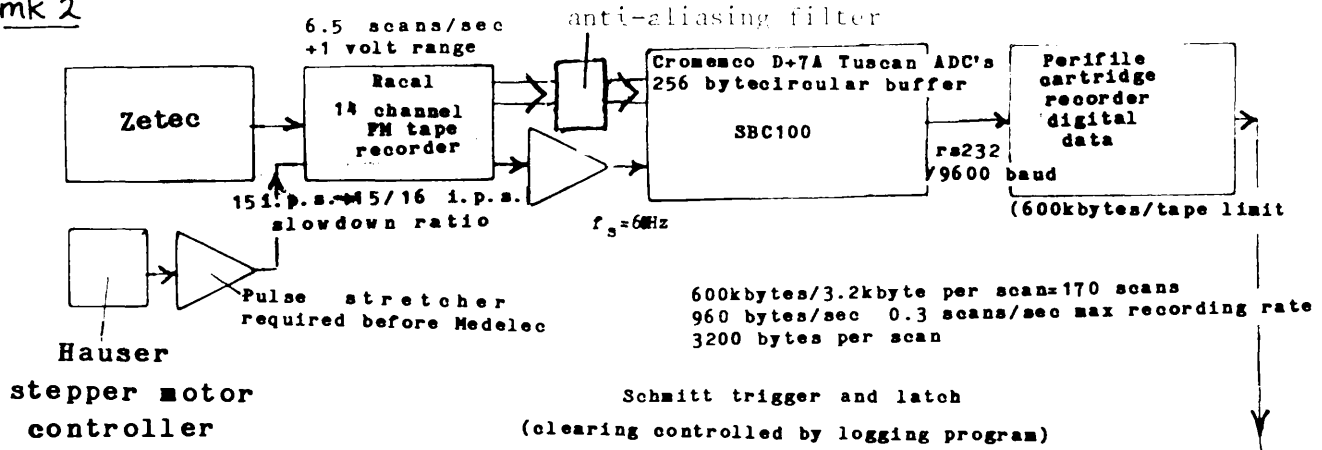 mk 2
6.5 scans/sec
+1 volt range
anti-aliasing filter
Zetec
Racal
14 channel
FM tape
recorder
Cromemco D+7A Tuscan ADC's
256 bytecircular buffer
SBC100
Perifile
cartridge
recorder
digital
data
rs232
9600 baud
15 i.p.s.→15/16 i.p.s.
slowdown ratio
(600kbytes/tape limit
Pulse stretcher
required before Medelec
600kbytes/3.2kbyte per scan=170 scans
960 bytes/sec 0.3 scans/sec max recording rate
3200 bytes per scan
Hauser
stepper motor
controller
Schmitt trigger and latch
(clearing controlled by logging program)